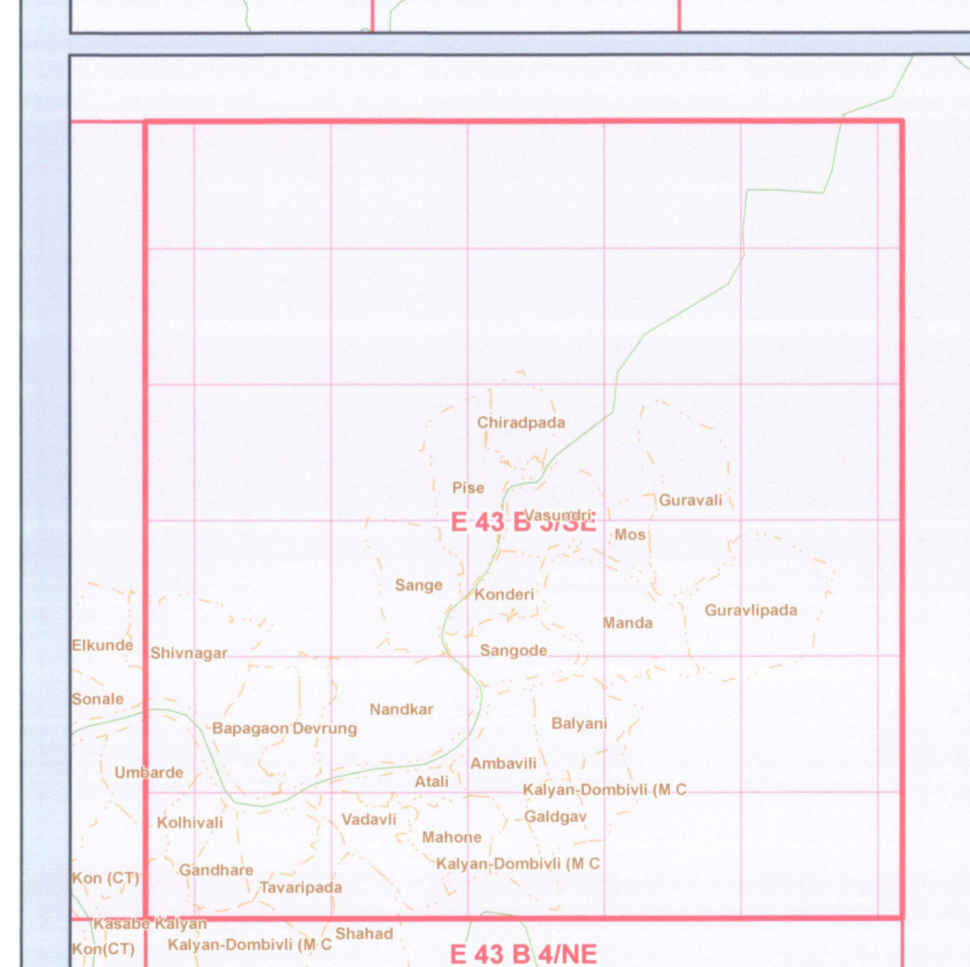 Chiradpada
Pise
Guravali
Vasundri
E 43 B 3/SE
Mos
Sange
Konderi
Guravlipada
Manda
Elkunde
Shivnagar
Sangode
Sonale
Nandkar
Balyani
Bapagaon Devrung
Ambavili
Umbarde
Atali
Kalyan-Dombivli (M C
Galdgav
Kolhivali
Vadavli
Mahone
Kalyan-Dombivli (M C
Gandhare
Kon (CT)
Tavaripada
Kasabe Kalyan
Shahad
Kalyan-Dombivli (M C
Kon(CT)
E 43 B 4/NE